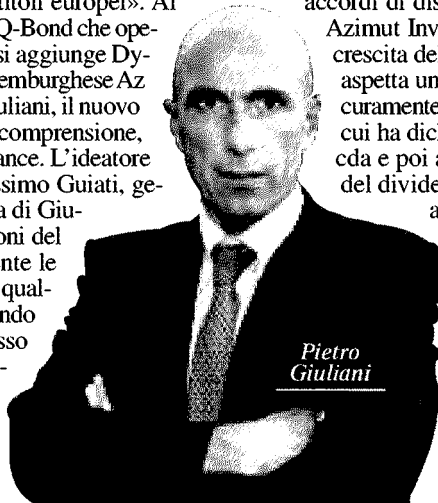 titoli europei». Al
Q-Bond che ope-
si aggiunge Dy-
emburghese Az
uliani, il nuovo
comprensione,
ance. L'ideatore
ssimo Guiati, ge-
a di Giu-
oni del
nte le
qual-
ndo
sso
-
accordi di dis
Azimut Inv
crescita de
aspetta un
curamente
cui ha dich
cda e poi a
del divide
a
Pietro
Giuliani